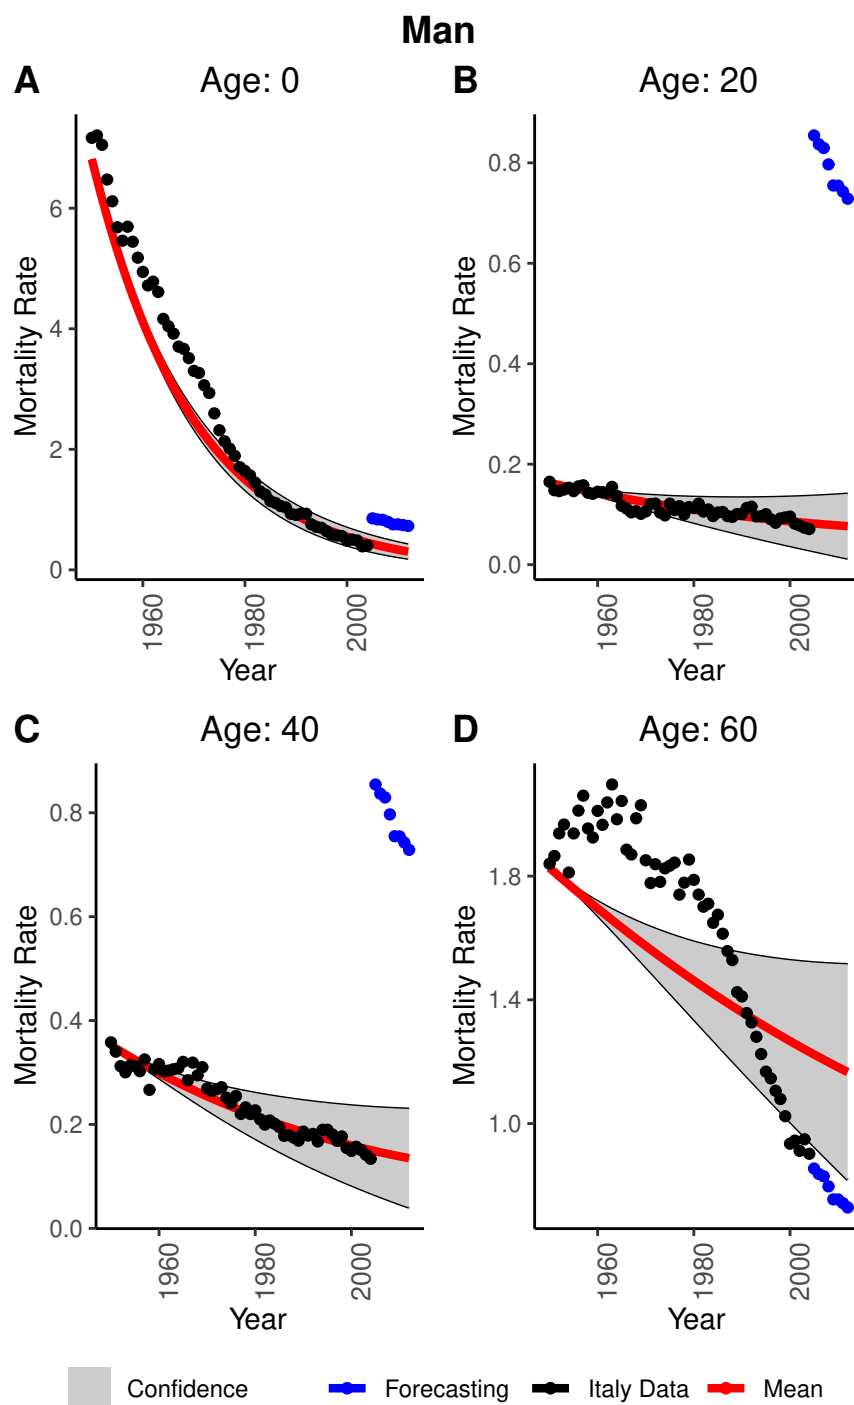 Man
A
Age: 0
Mortality Rate
6
4
2
0
1960
1980
2000
Year
B
Age: 20
Mortality Rate
0.8
0.6
0.4
0.2
0.0
1960
1980
2000
Year
C
Age: 40
Mortality Rate
0.8
0.6
0.4
0.2
0.0
1960
1980
2000
Year
D
Age: 60
Mortality Rate
1.8
1.4
1.0
1960
1980
2000
Year
Confidence Forecasting Italy Data Mean